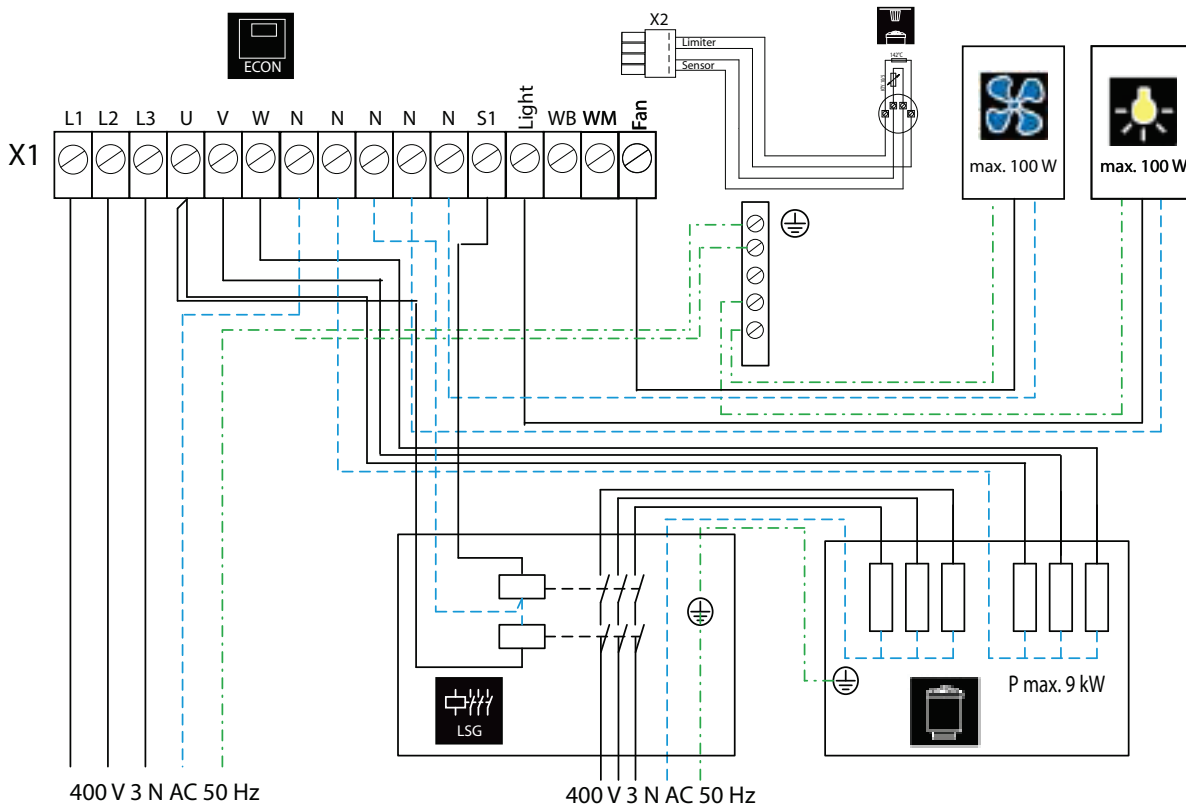 ECON
X2
Limiter
Sensor
142°C
max. 100 W
max. 100 W
L1 L2 L3 U V W N N N N N S1 Light WB WM Fan
X1
LSG
P max. 9 kW
400 V 3 N AC 50 Hz
400 V 3 N AC 50 Hz